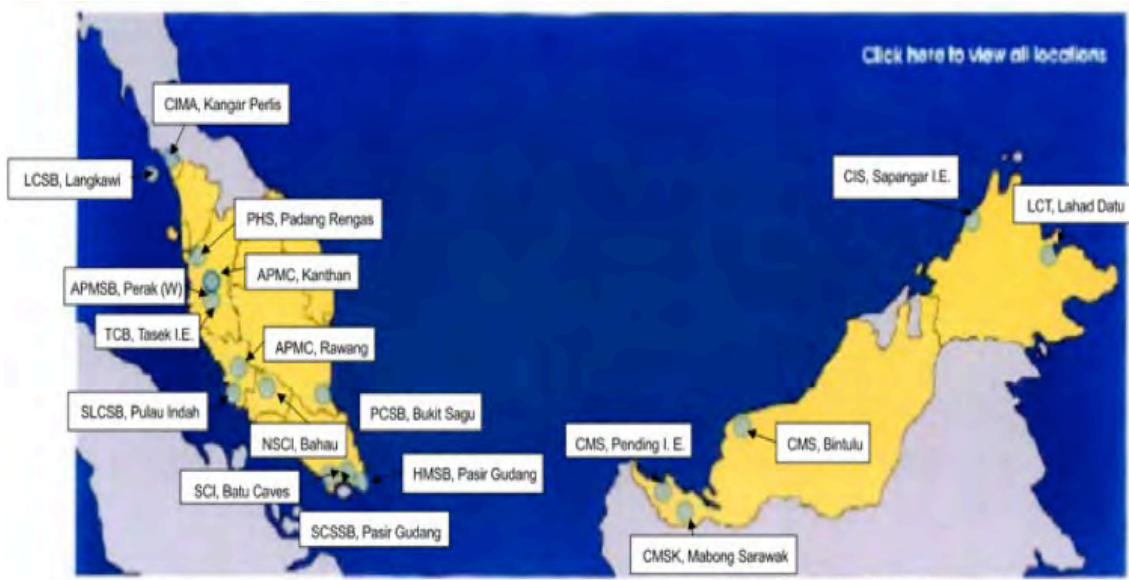 Click here to view all locations
CIMA, Kangar Perlis
LCSB, Langkawi
CIS, Sapangar I.E.
LCT, Lahad Datu
PHS, Padang Rengas
APMC, Kanthan
APMSB, Perak (W)
TCB, Tasek I.E.
APMC, Rawang
SLCSB, Pulau Indah
PCSB, Bukit Sagu
NSCI, Bahau
CMS, Pending I. E.
CMS, Bintulu
HMSB, Pasir Gudang
SCI, Batu Caves
SCSSB, Pasir Gudang
CMSK, Mabong Sarawak